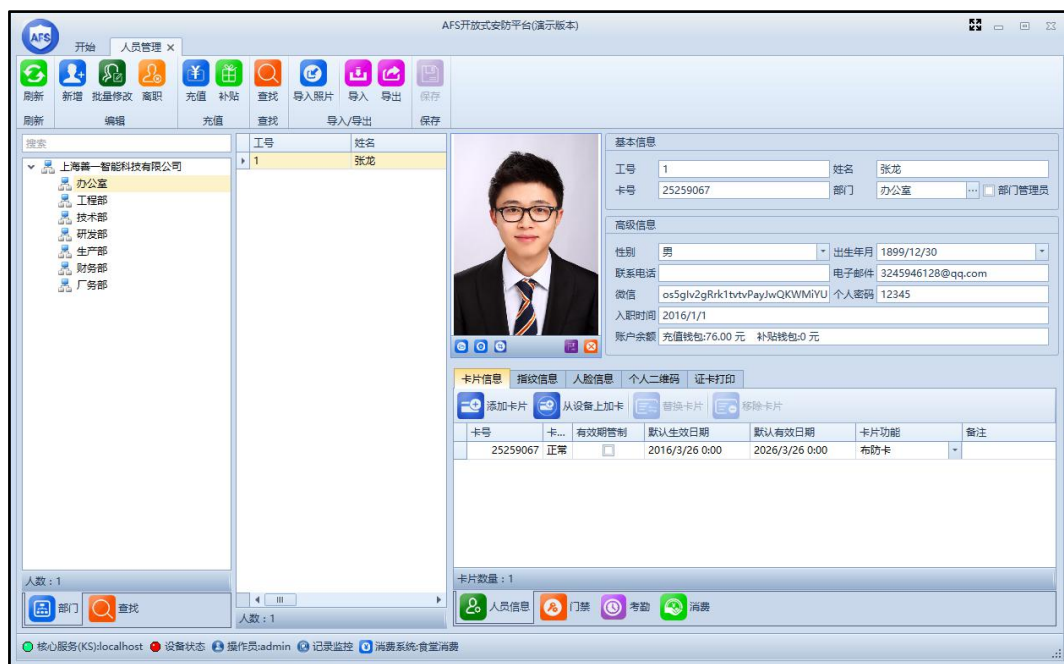 AFS开放式安防平台(演示版本)
AFS
开始 人员管理
刷新 新增 批量修改 离职 充值 补贴 查找 导入照片 导入 导出 保存
刷新 编辑 充值 查找 导入/导出 保存
搜索
上海善一智能科技有限公司
办公室
工程部
技术部
研发部
生产部
财务部
厂务部
人数：1
部门 查找
工号 姓名
1 张龙
人数：1
基本信息
工号 1 姓名 张龙
卡号 25259067 部门 办公室 ... 部门管理员
高级信息
性别 男 出生年月 1899/12/30
联系电话 电子邮件 3245946128@qq.com
微信 os5glv2gRrk1tvtvPayJwQKWMiYU 个人密码 12345
入职时间 2016/1/1
账户余额 充值钱包:76.00 元 补贴钱包:0 元
卡片信息 指纹信息 人脸信息 个人二维码 证卡打印
添加卡片 从设备上加卡 替换卡片 移除卡片
卡号 卡... 有效期管制 默认生效日期 默认有效日期 卡片功能 备注
25259067 正常 2016/3/26 0:00 2026/3/26 0:00 布防卡
卡片数量：1
人员信息 门禁 考勤 消费
核心服务(KS):localhost 设备状态 操作员:admin 记录监控 消费系统:食堂消费